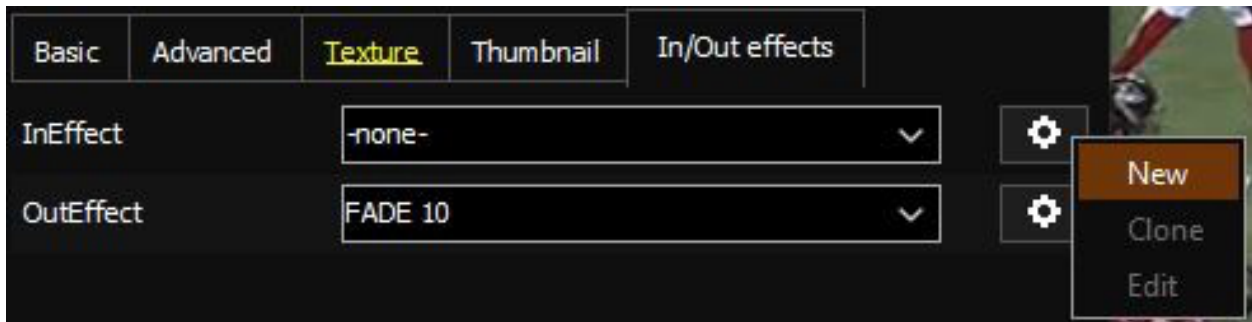 Basic Advanced Texture Thumbnail In/Out effects
InEffect -none-
New
OutEffect FADE 10
Clone
Edit